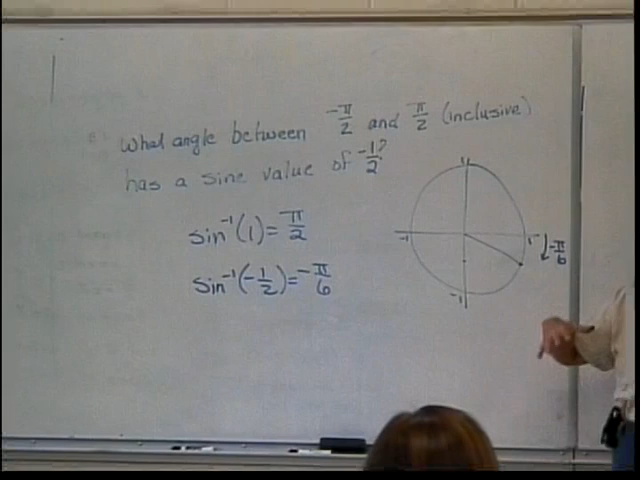 What angle between -π/2 and π/2 (inclusive)
has a sine value of -1/2?
sin⁻¹(1)=π/2
sin⁻¹(-1/2)=-π/6
1
-1
1
-π/6
-1